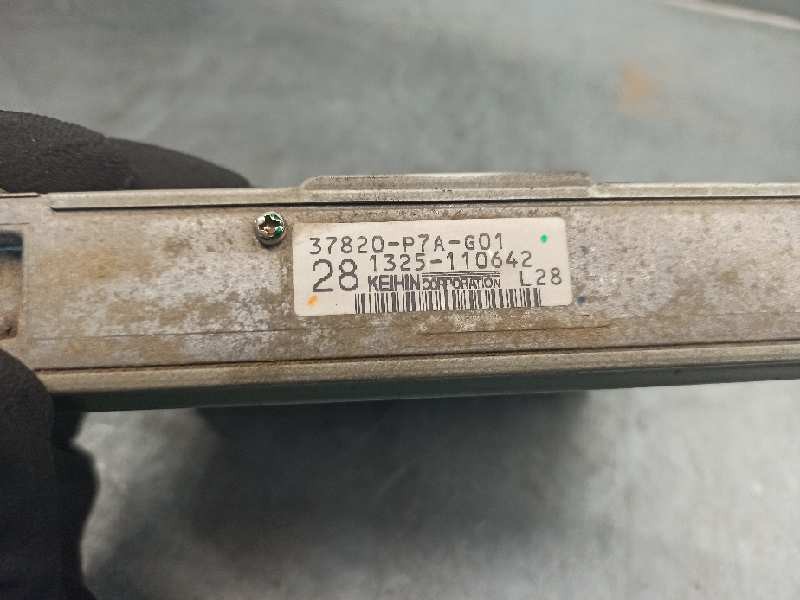 37820-P7A-G01
28 1325-110642
KEIHIN CORPORATION L28